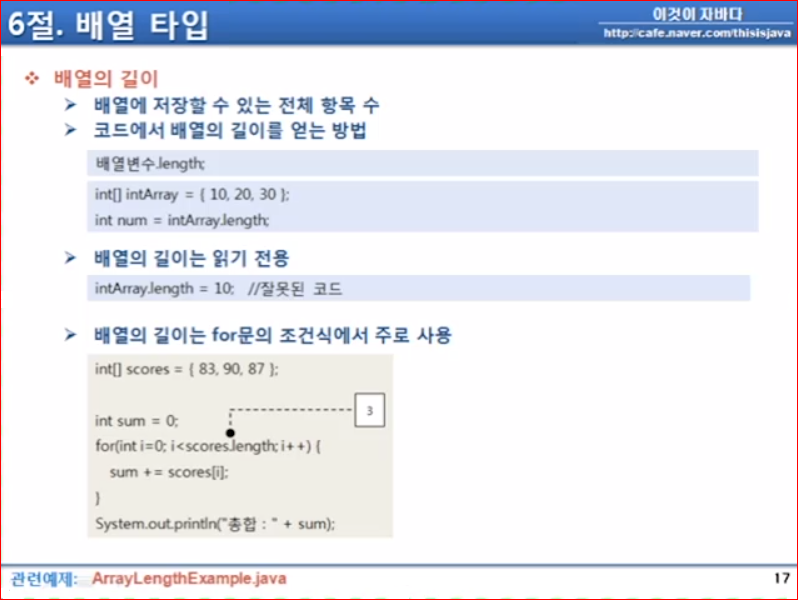 6절. 배열 타입
이것이 자바다
http://cafe.naver.com/thisisjava
배열의 길이
배열에 저장할 수 있는 전체 항목 수
코드에서 배열의 길이를 얻는 방법
배열변수.length;
int[] intArray = { 10, 20, 30 };
int num = intArray.length;
배열의 길이는 읽기 전용
intArray.length = 10; //잘못된 코드
배열의 길이는 for문의 조건식에서 주로 사용
int[] scores = { 83, 90, 87 };
int sum = 0;
3
for(int i=0; i<scores.length; i++) {
sum += scores[i];
}
System.out.println("총합 : " + sum);
관련예제: ArrayLengthExample.java
17